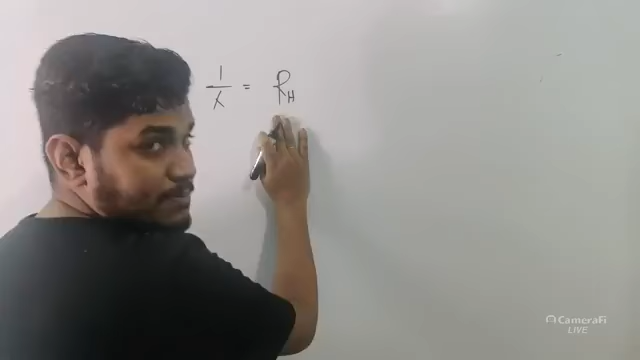 1/λ = R_H
CameraFi
LIVE